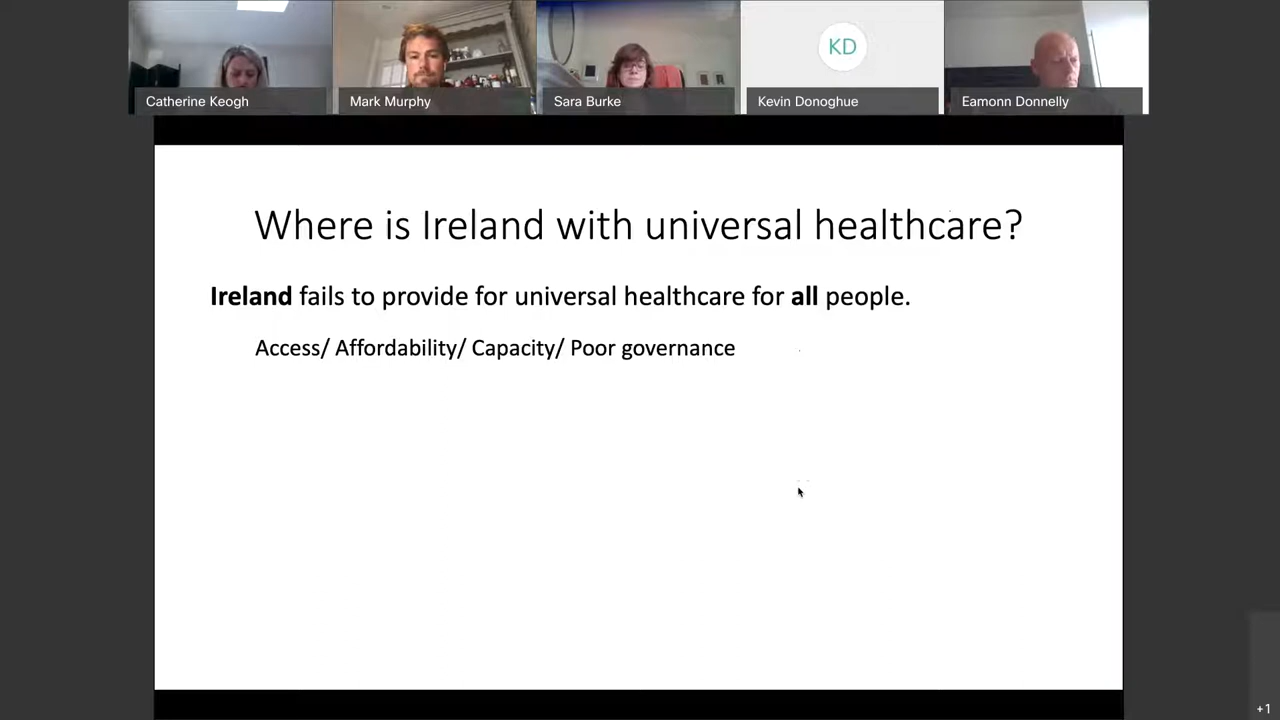 KD
Catherine Keogh
Mark Murphy
Sara Burke
Kevin Donoghue
Eamonn Donnelly
Where is Ireland with universal healthcare?
Ireland fails to provide for universal healthcare for all people.
Access/ Affordability/ Capacity/ Poor governance
+1